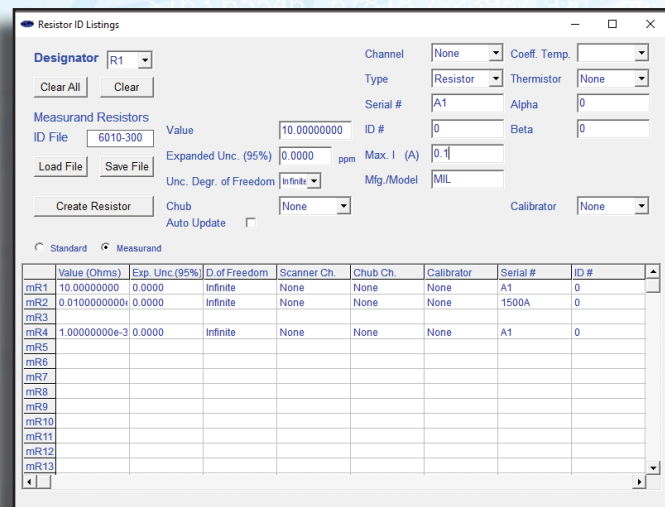 Resistor ID Listings
Designator R1
Clear All Clear
Measurand Resistors
ID File 6010-300
Load File Save File
Create Resistor
Value 10.00000000
Expanded Unc. (95%) 0.0000 ppm
Unc. Degr. of Freedom Infinite
Chub None
Auto Update
Channel None Coeff. Temp.
Type Resistor Thermistor None
Serial # A1 Alpha 0
ID # 0 Beta 0
Max. I (A) 0.1
Mfg./Model MIL
Calibrator None
Standard Measurand
Value (Ohms) Exp. Unc.(95%) D.of Freedom Scanner Ch. Chub Ch. Calibrator Serial # ID #
mR1 10.00000000 0.0000 Infinite None None None A1 0
mR2 0.0100000000 0.0000 Infinite None None None 1500A 0
mR3
mR4 1.00000000e-3 0.0000 Infinite None None None A1 0
mR5
mR6
mR7
mR8
mR9
mR10
mR11
mR12
mR13